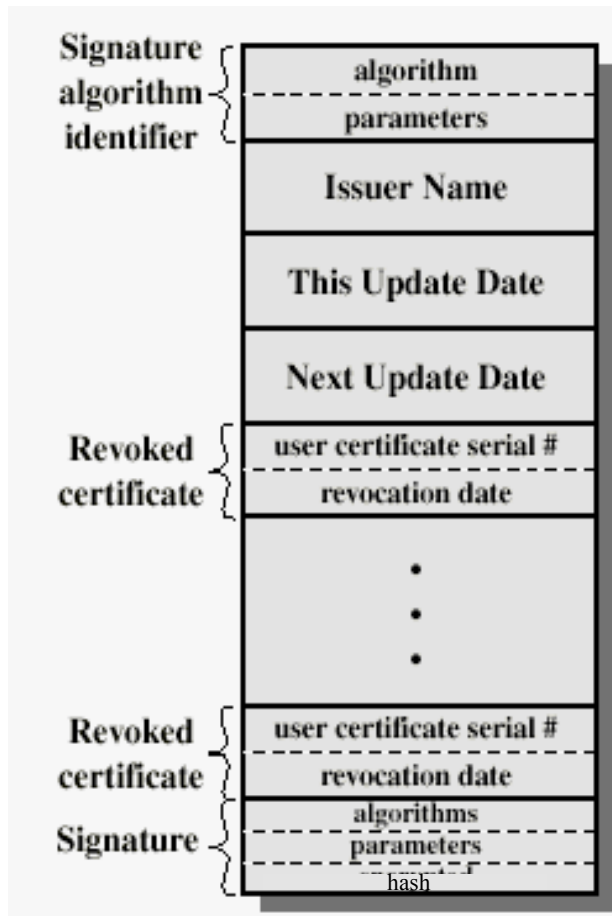 Signature
algorithm
identifier
algorithm
parameters
Issuer Name
This Update Date
Next Update Date
Revoked
certificate
user certificate serial #
revocation date
Revoked
certificate
user certificate serial #
revocation date
Signature
algorithms
parameters
hash